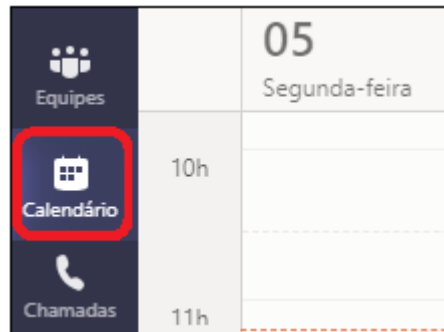 Equipes
Calendário
Chamadas
05
Segunda-feira
10h
11h